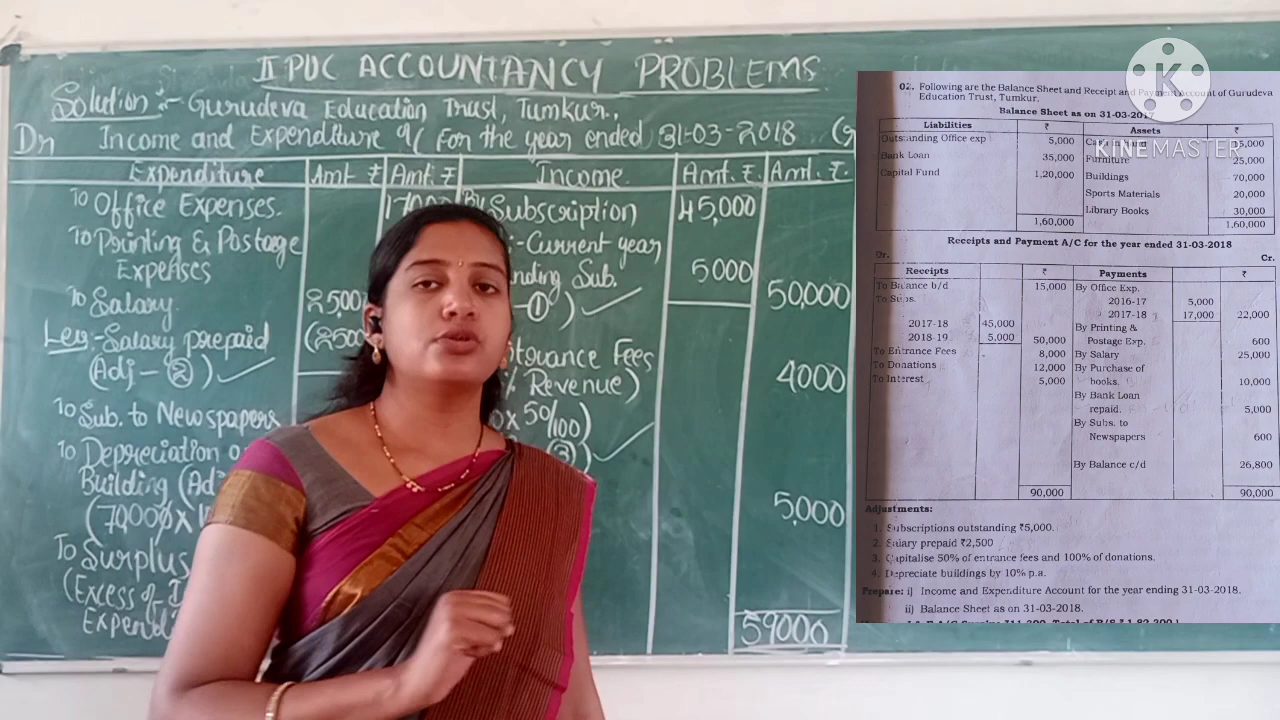 II PUC ACCOUNTANCY PROBLEMS
Solution :- Gurudeva Education Trust, Tumkur.,
Dr Income and Expenditure a/c For the year ended 31-03-2018 Cr
Expenditure Amt ₹ Amt. ₹ Income. Amt. ₹. Amt. ₹.
To Office Expenses. By Subscription 45,000
To Printing & Postage :-Current year
Expenses Sub. 5000
50,000
To Salary.
Less:-Salary prepaid Fees
(Adj - 2) % Revenue) 4000
To Sub. to Newspapers x 50/100)
To Depreciation
Building
(70000 x 5,000
To Surplus
(Excess of
59000
KINEMASTER
02. Following are the Balance Sheet and Receipt and Payment Account of Gurudeva
Education Trust, Tumkur.
Balance Sheet as on 31-03-2017
Liabilities ₹ Assets ₹
Outstanding Office exp 5,000
Bank Loan 35,000 Furniture 25,000
Capital Fund 1,20,000 Buildings 70,000
Sports Materials 20,000
Library Books 30,000
1,60,000 1,60,000
Receipts and Payment A/C for the year ended 31-03-2018
Dr. Cr.
Receipts ₹ Payments ₹
To Balance b/d 15,000 By Office Exp.
To Subs. 2016-17 5,000
2017-18 17,000 22,000
2017-18 45,000 By Printing &
2018-19 5,000 50,000 Postage Exp. 600
To Entrance Fees 8,000 By Salary 25,000
To Donations 12,000 By Purchase of
To Interest 5,000 books. 10,000
By Bank Loan
repaid. 5,000
By Subs. to
Newspapers 600
By Balance c/d 26,800
90,000 90,000
Adjustments:
1. Subscriptions outstanding ₹5,000.
2. Salary prepaid ₹2,500
3. Capitalise 50% of entrance fees and 100% of donations.
4. Depreciate buildings by 10% p.a.
Prepare: i) Income and Expenditure Account for the year ending 31-03-2018.
ii) Balance Sheet as on 31-03-2018.